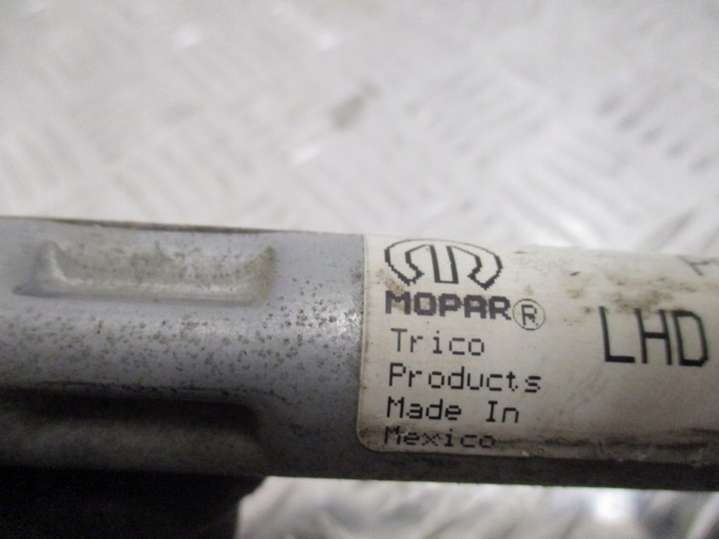 MOPAR®
Trico
Products
Made In
Mexico
LHD